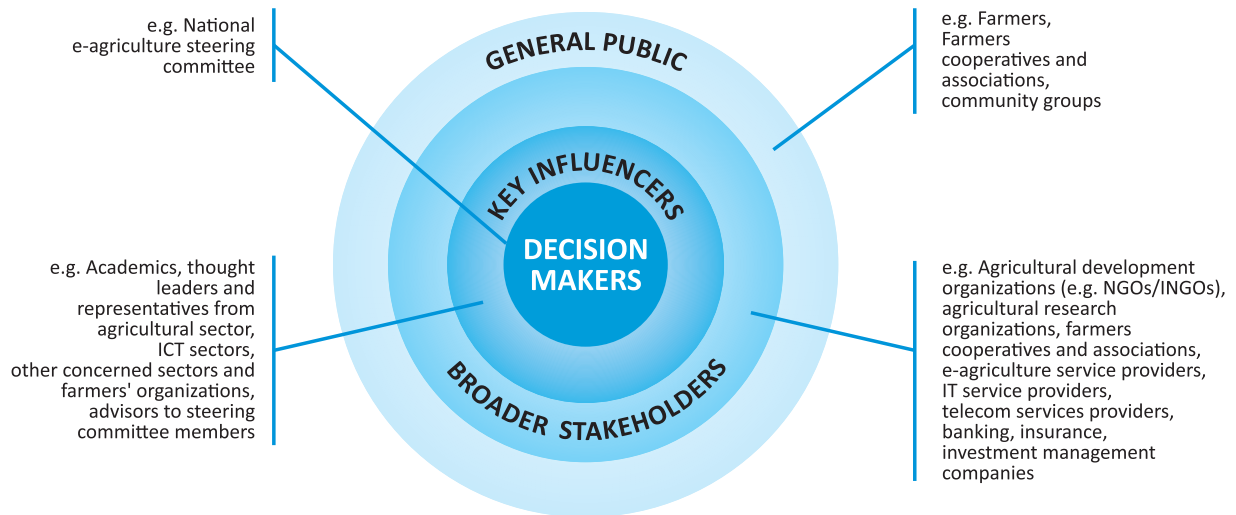 e.g. National
e-agriculture steering
committee
GENERAL PUBLIC
e.g. Farmers,
Farmers
cooperatives and
associations,
community groups
KEY INFLUENCERS
DECISION
MAKERS
BROADER STAKEHOLDERS
e.g. Academics, thought
leaders and
representatives from
agricultural sector,
ICT sectors,
other concerned sectors and
farmers' organizations,
advisors to steering
committee members
e.g. Agricultural development
organizations (e.g. NGOs/INGOs),
agricultural research
organizations, farmers
cooperatives and associations,
e-agriculture service providers,
IT service providers,
telecom services providers,
banking, insurance,
investment management
companies